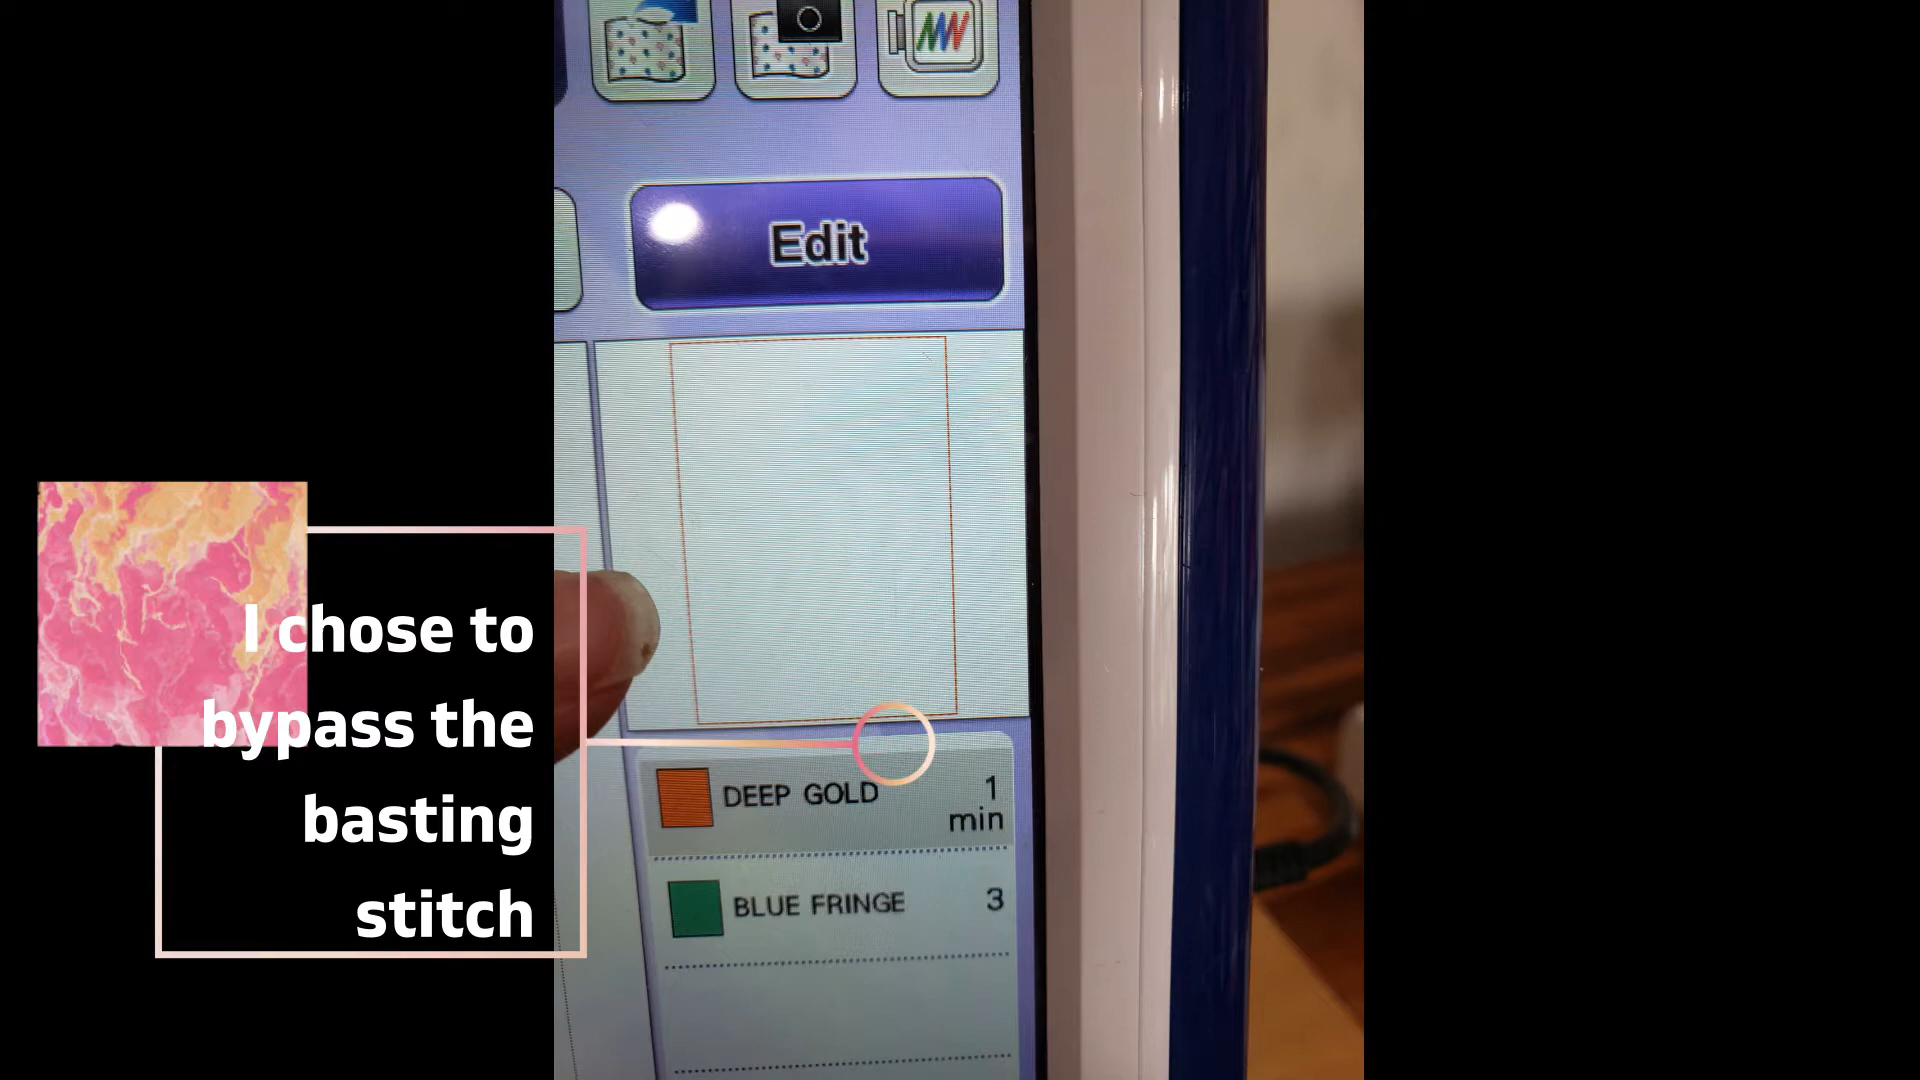 Edit
I chose to
bypass the
basting
stitch
DEEP GOLD 1
min
BLUE FRINGE 3